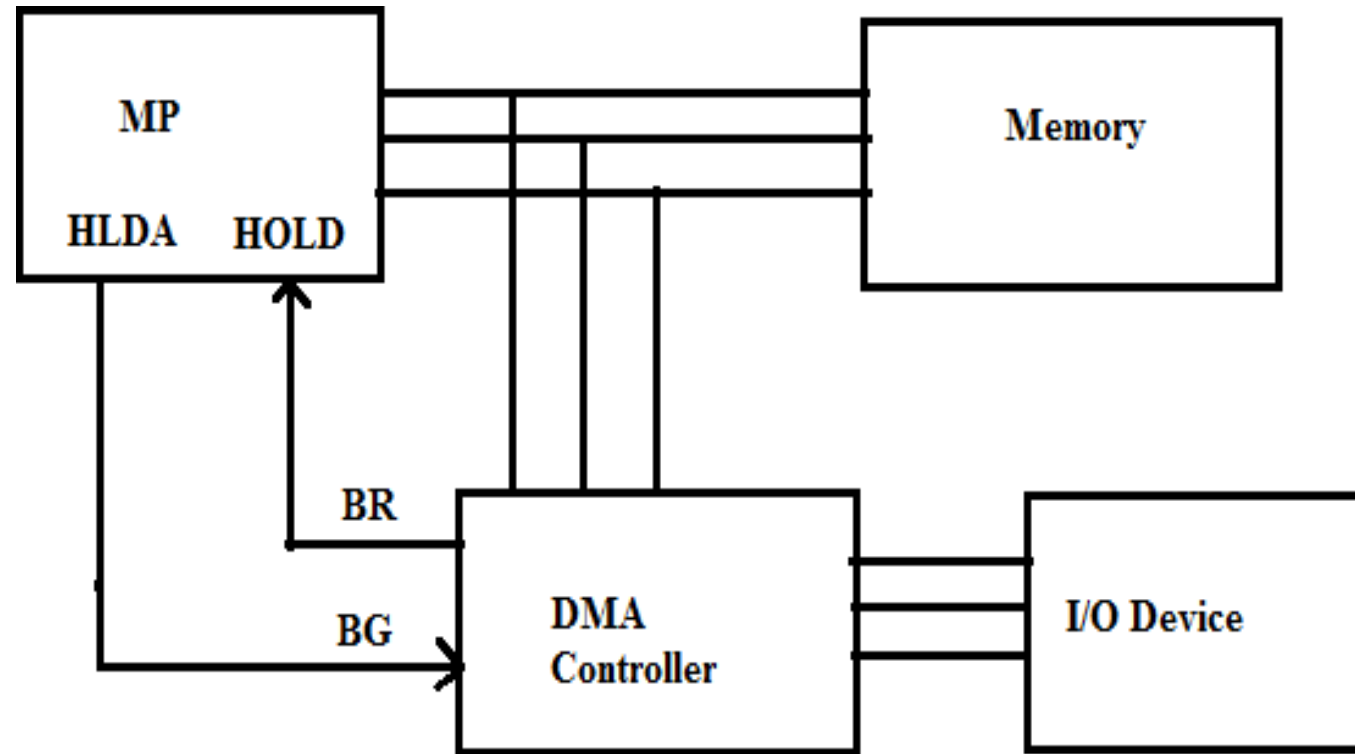 MP
Memory
HLDA HOLD
BR
BG
DMA
Controller
I/O Device